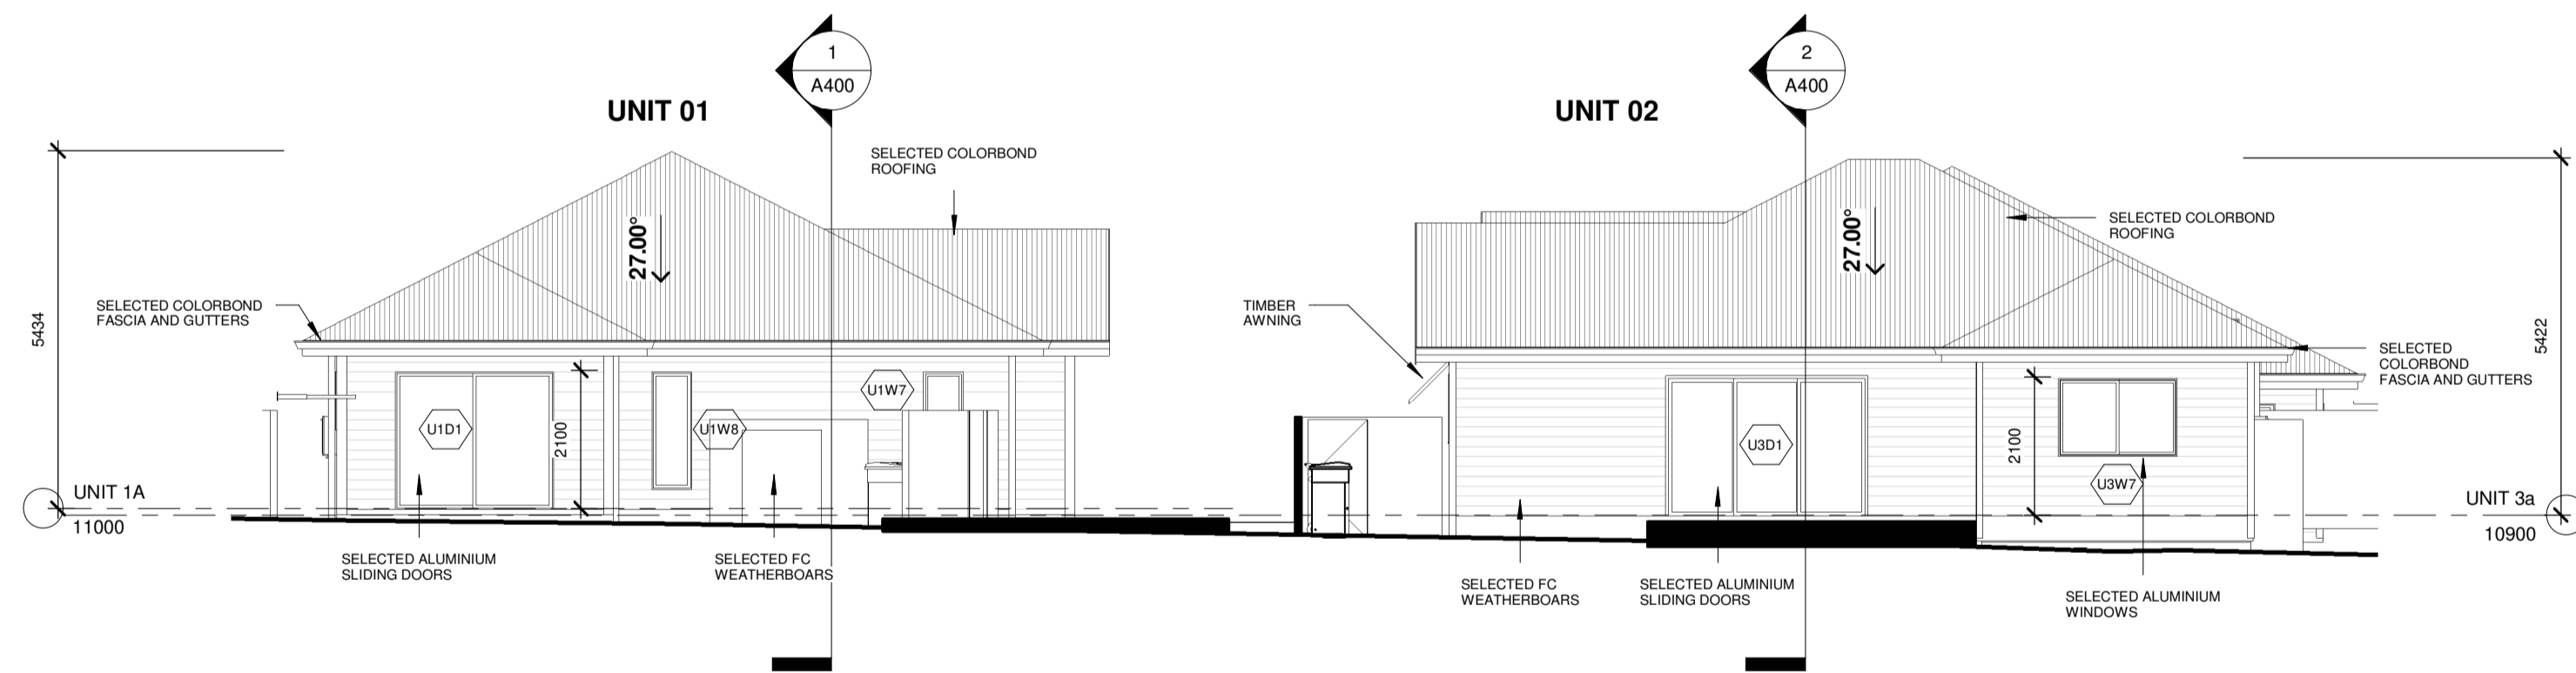 1
A400
UNIT 01
SELECTED COLORBOND
ROOFING
27.00°
SELECTED COLORBOND
FASCIA AND GUTTERS
5434
U1W7
U1D1
U1W8
2100
UNIT 1A
11000
SELECTED ALUMINIUM
SLIDING DOORS
SELECTED FC
WEATHERBOARS
2
A400
UNIT 02
27.00°
SELECTED COLORBOND
ROOFING
TIMBER
AWNING
5422
SELECTED
COLORBOND
FASCIA AND GUTTERS
U3D1
2100
U3W7
UNIT 3a
10900
SELECTED FC
WEATHERBOARS
SELECTED ALUMINIUM
SLIDING DOORS
SELECTED ALUMINIUM
WINDOWS